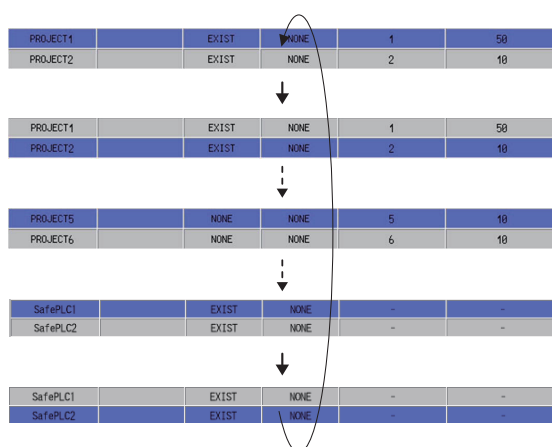 PROJECT1 EXIST NONE 1 50
PROJECT2 EXIST NONE 2 10
PROJECT1 EXIST NONE 1 50
PROJECT2 EXIST NONE 2 10
PROJECT5 NONE NONE 5 10
PROJECT6 NONE NONE 6 10
SafePLC1 EXIST NONE - -
SafePLC2 EXIST NONE - -
SafePLC1 EXIST NONE - -
SafePLC2 EXIST NONE - -